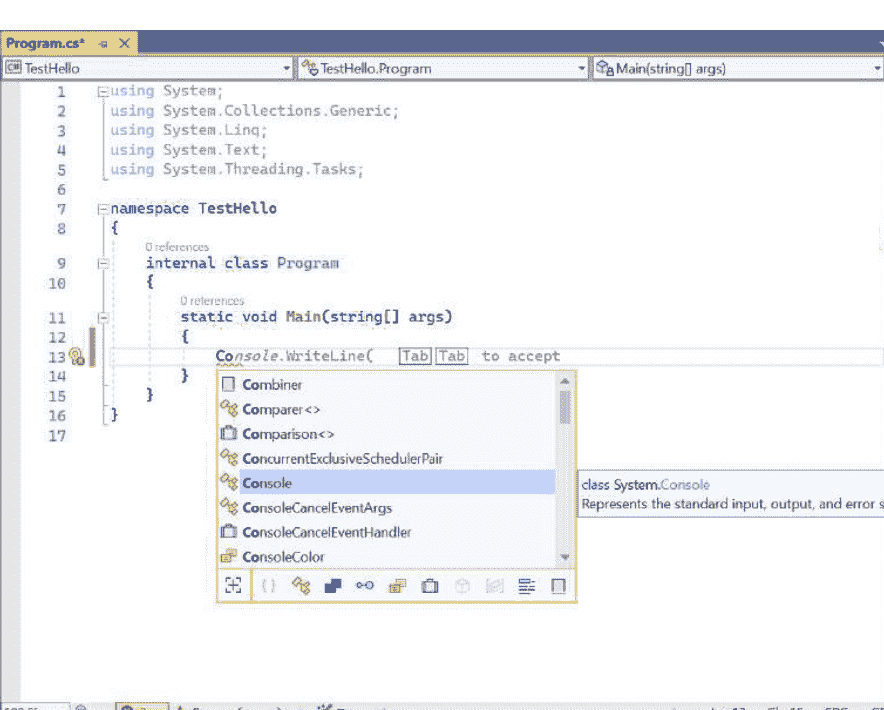 Program.cs*
TestHello TestHello.Program Main(string[] args)
1 using System;
2 using System.Collections.Generic;
3 using System.Linq;
4 using System.Text;
5 using System.Threading.Tasks;
6
7 namespace TestHello
8 {
0 references
9 internal class Program
10 {
0 references
11 static void Main(string[] args)
12 {
13 Console.WriteLine( Tab Tab to accept
14 }
15 }
16 }
17
Combiner
Comparer<>
Comparison<>
ConcurrentExclusiveSchedulerPair
Console
ConsoleCancelEventArgs
ConsoleCancelEventHandler
ConsoleColor
class System.Console
Represents the standard input, output, and error s